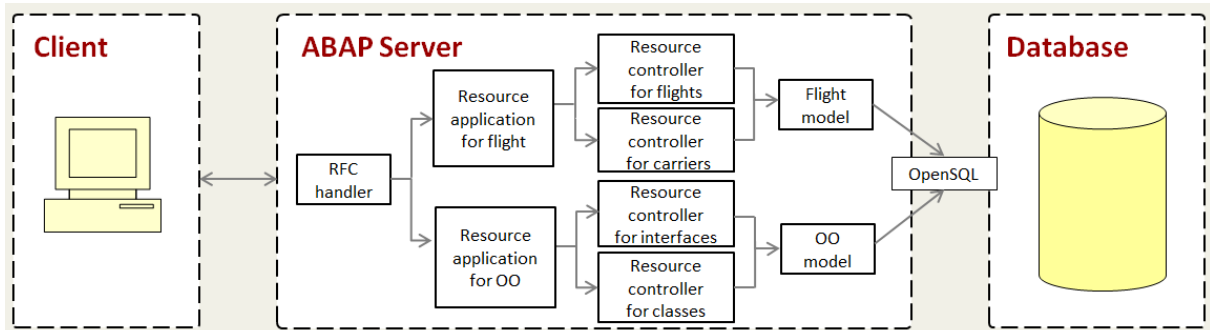 Client
ABAP Server
Database
RFC
handler
Resource
application
for flight
Resource
application
for OO
Resource
controller
for flights
Resource
controller
for carriers
Resource
controller
for interfaces
Resource
controller
for classes
Flight
model
OO
model
OpenSQL